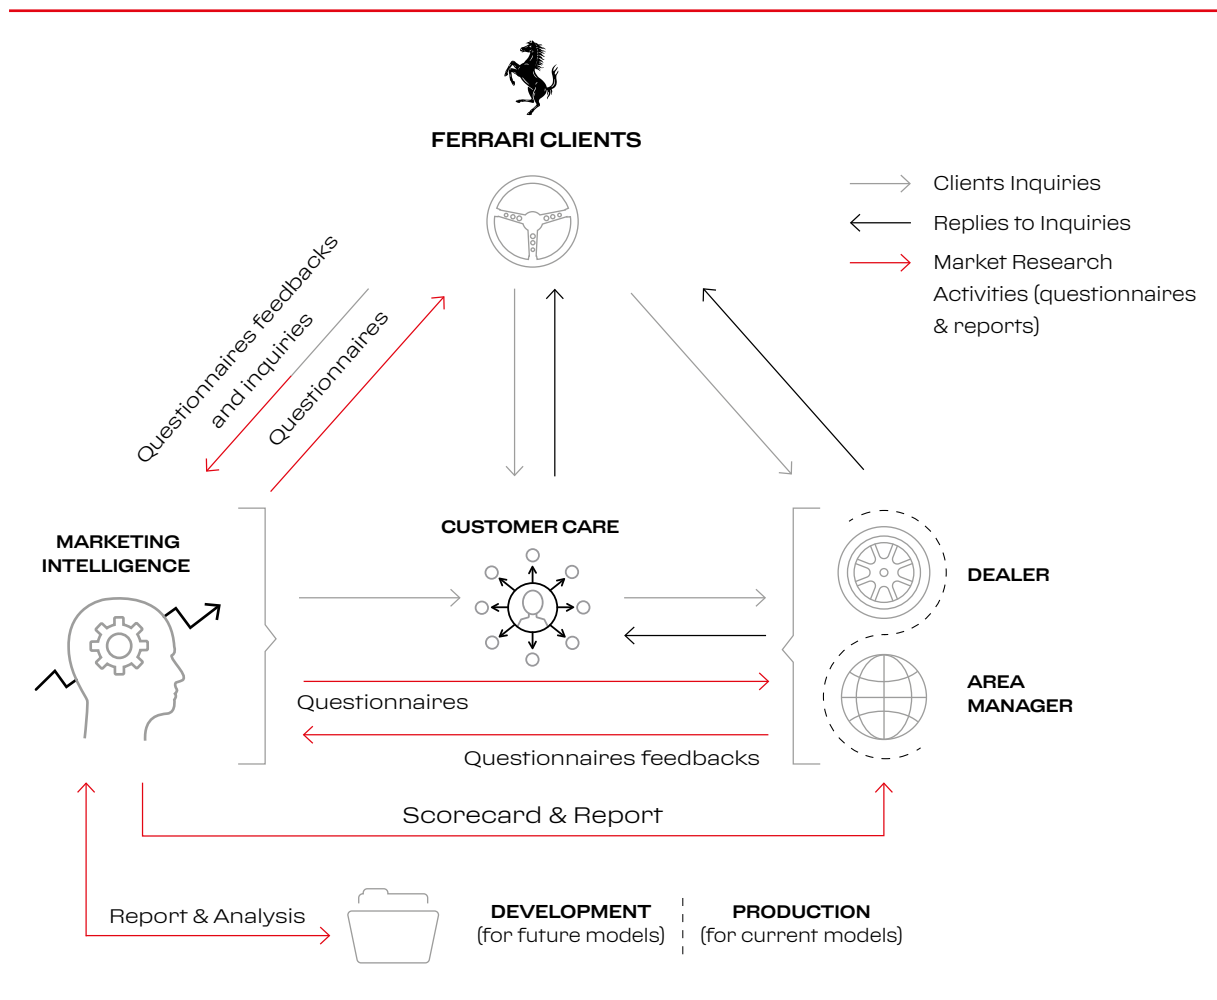 FERRARI CLIENTS
Clients Inquiries
Replies to Inquiries
Market Research
Activities (questionnaires
& reports)
Questionnaires feedbacks
and inquiries
Questionnaires
MARKETING
INTELLIGENCE
CUSTOMER CARE
DEALER
AREA
MANAGER
Questionnaires
Questionnaires feedbacks
Scorecard & Report
Report & Analysis
DEVELOPMENT
(for future models)
PRODUCTION
(for current models)